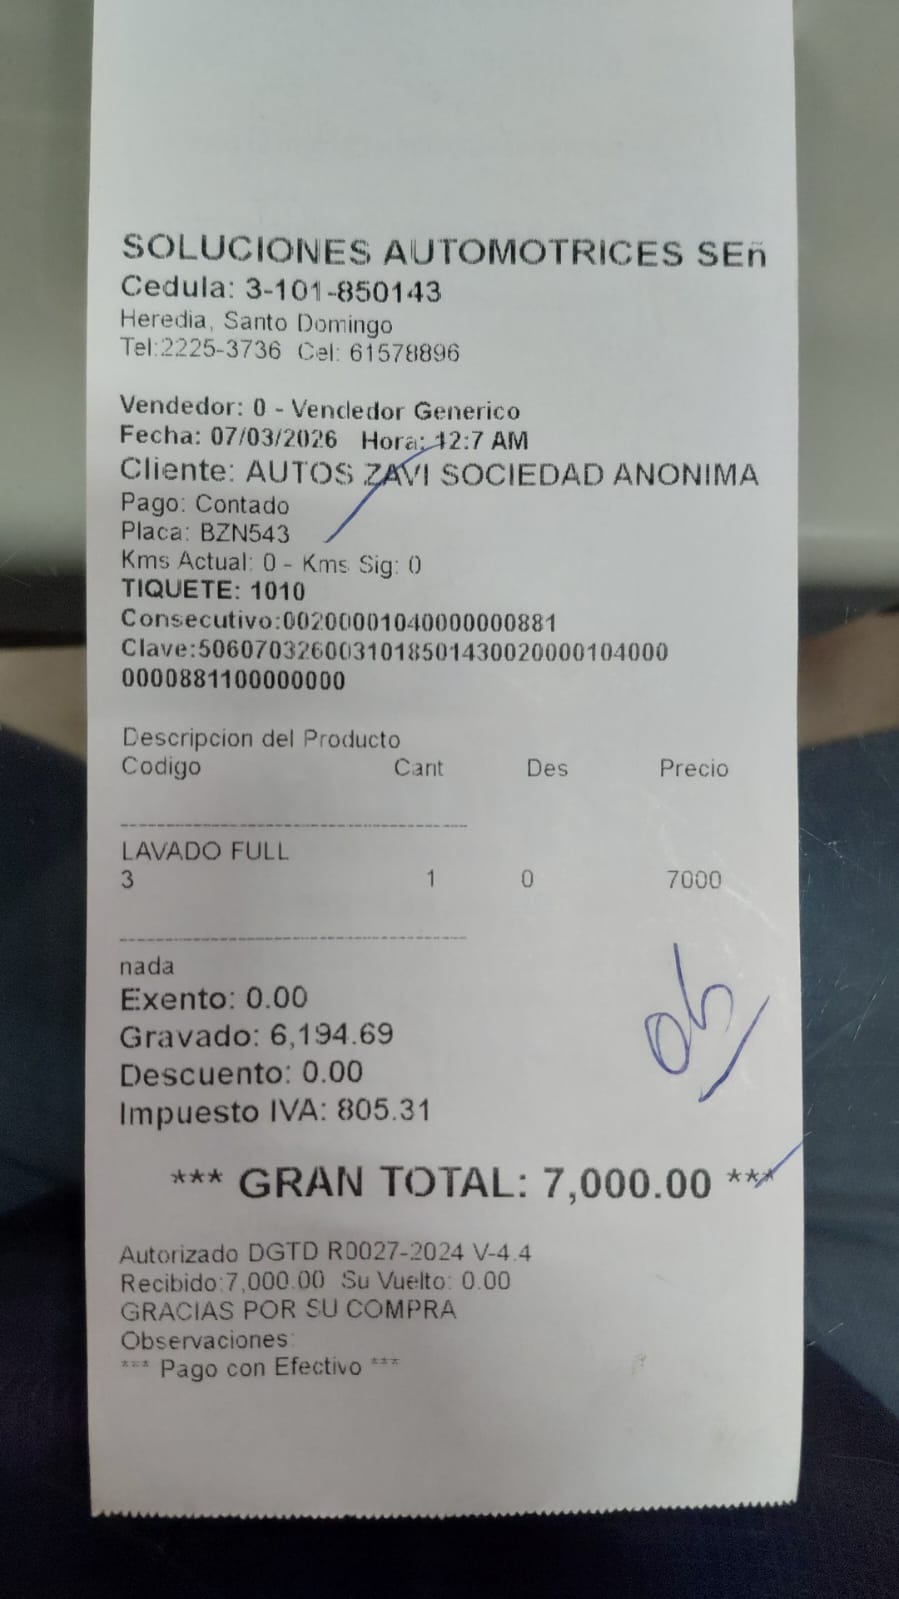 SOLUCIONES AUTOMOTRICES SEñ
Cedula: 3-101-850143
Heredia, Santo Domingo
Tel:2225-3736 Cel: 61578896
Vendedor: 0 - Vendedor Generico
Fecha: 07/03/2026 Hora: 12:7 AM
Cliente: AUTOS ZAVI SOCIEDAD ANONIMA
Pago: Contado
Placa: BZN543
Kms Actual: 0 - Kms Sig: 0
TIQUETE: 1010
Consecutivo:00200001040000000881
Clave:5060703260031018501430020000104000
0000881100000000
Descripcion del Producto
Codigo Cant Des Precio
LAVADO FULL
3 1 0 7000
nada
Exento: 0.00
Gravado: 6,194.69
Descuento: 0.00
Impuesto IVA: 805.31
*** GRAN TOTAL: 7,000.00 ***
Autorizado DGTD R0027-2024 V-4.4
Recibido:7,000.00 Su Vuelto: 0.00
GRACIAS POR SU COMPRA
Observaciones:
*** Pago con Efectivo ***